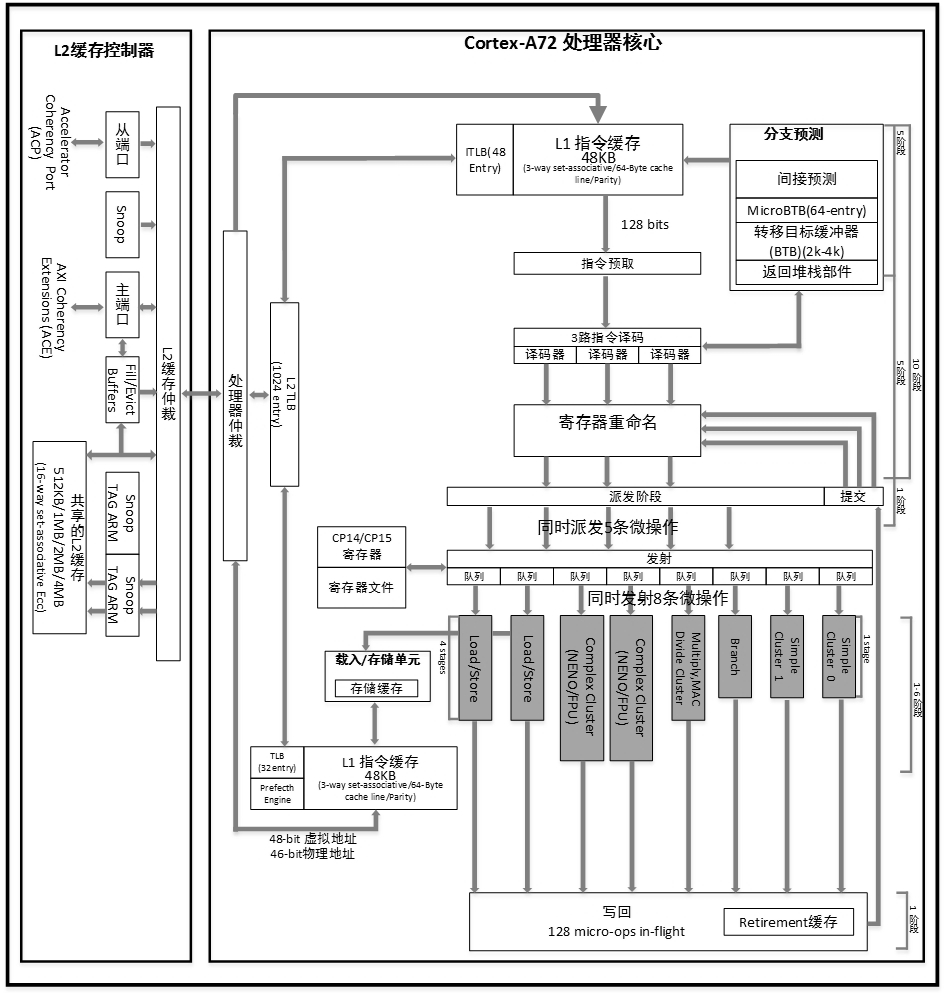 L2缓存控制器
Accelerator
Coherency Port
(ACP)
从端口
Snoop
AXI Coherency
Extensions (ACE)
主端口
Fill/Evict
Buffers
L2缓存仲裁
共享的L2缓存
512KB/1MB/2MB/4MB
(16-way set-associative Ecc)
Snoop
TAG ARM
Snoop
TAG ARM
Cortex-A72 处理器核心
处理器仲裁
L2 TLB
(1024 entry)
ITLB(48
Entry)
L1 指令缓存
48KB
(3-way set-associative/64-Byte cache
line/Parity)
128 bits
指令预取
分支预测
间接预测
MicroBTB(64-entry)
转移目标缓冲器
(BTB)(2k-4k)
返回堆栈部件
5阶段
3路指令译码
译码器
译码器
译码器
寄存器重命名
5阶段
10阶段
派发阶段
提交
1阶段
同时派发5条微操作
CP14/CP15
寄存器
寄存器文件
发射
队列
队列
队列
队列
队列
队列
队列
队列
同时发射8条微操作
4 stages
Load/Store
Load/Store
Complex Cluster
(NENO/FPU)
Complex Cluster
(NENO/FPU)
Multiply,MAC
Divide Cluster
Branch
Simple
Cluster 1
Simple
Cluster 0
1 stage
1-6阶段
载入/存储单元
存储缓存
TLB
(32entry)
Prefecth
Engine
L1 指令缓存
48KB
(3-way set-associative/64-Byte
cache line/Parity)
48-bit 虚拟地址
46-bit物理地址
写回
128 micro-ops in-flight
Retirement缓存
1阶段